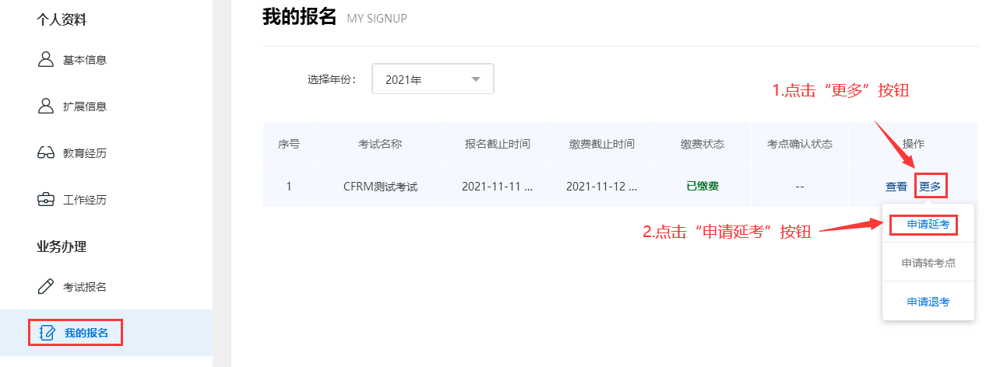 个人资料
基本信息
扩展信息
教育经历
工作经历
业务办理
考试报名
我的报名
我的报名 MY SIGNUP
选择年份： 2021年
1.点击“更多”按钮
序号 考试名称 报名截止时间 缴费截止时间 缴费状态 考点确认状态 操作
1 CFRM测试考试 2021-11-11 ... 2021-11-12 ... 已缴费 -- 查看 更多
2.点击“申请延考”按钮
申请延考
申请转考点
申请退考